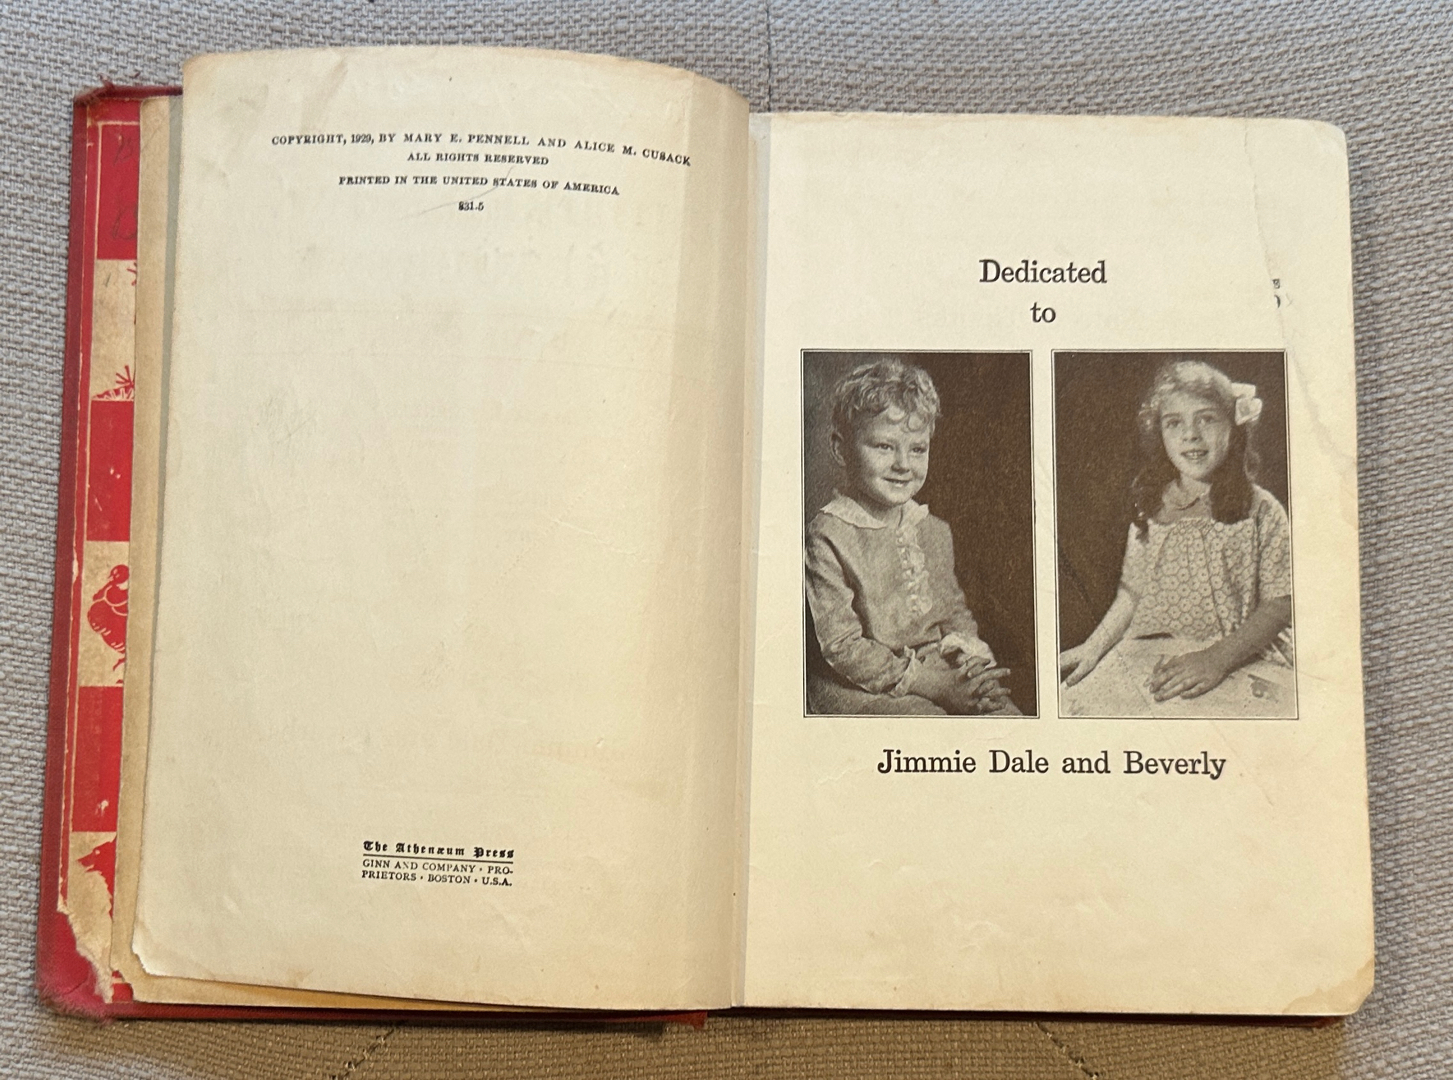 COPYRIGHT, 1929, BY MARY E. PENNELL AND ALICE M. CUSACK
ALL RIGHTS RESERVED
PRINTED IN THE UNITED STATES OF AMERICA
831.5
The Athenæum Press
GINN AND COMPANY · PRO-
PRIETORS · BOSTON · U.S.A.
Dedicated
to
Jimmie Dale and Beverly